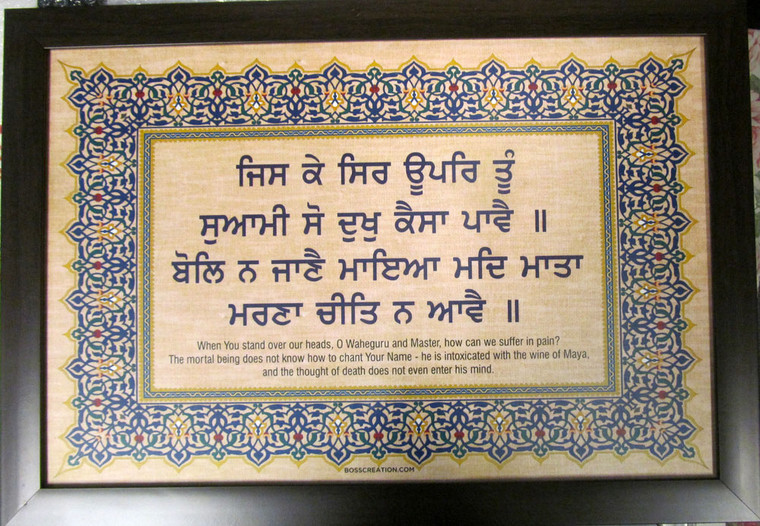 ਜਿਸ ਕੇ ਸਿਰ ਊਪਰਿ ਤੂੰ
ਸੁਆਮੀ ਸੋ ਦੁਖੁ ਕੈਸਾ ਪਾਵੈ ॥
ਬੋਲਿ ਨ ਜਾਣੈ ਮਾਇਆ ਮਦਿ ਮਾਤਾ
ਮਰਣਾ ਚੀਤਿ ਨ ਆਵੈ ॥
When You stand over our heads, O Waheguru and Master, how can we suffer in pain?
The mortal being does not know how to chant Your Name - he is intoxicated with the wine of Maya,
and the thought of death does not even enter his mind.
BOSSCREATION.COM